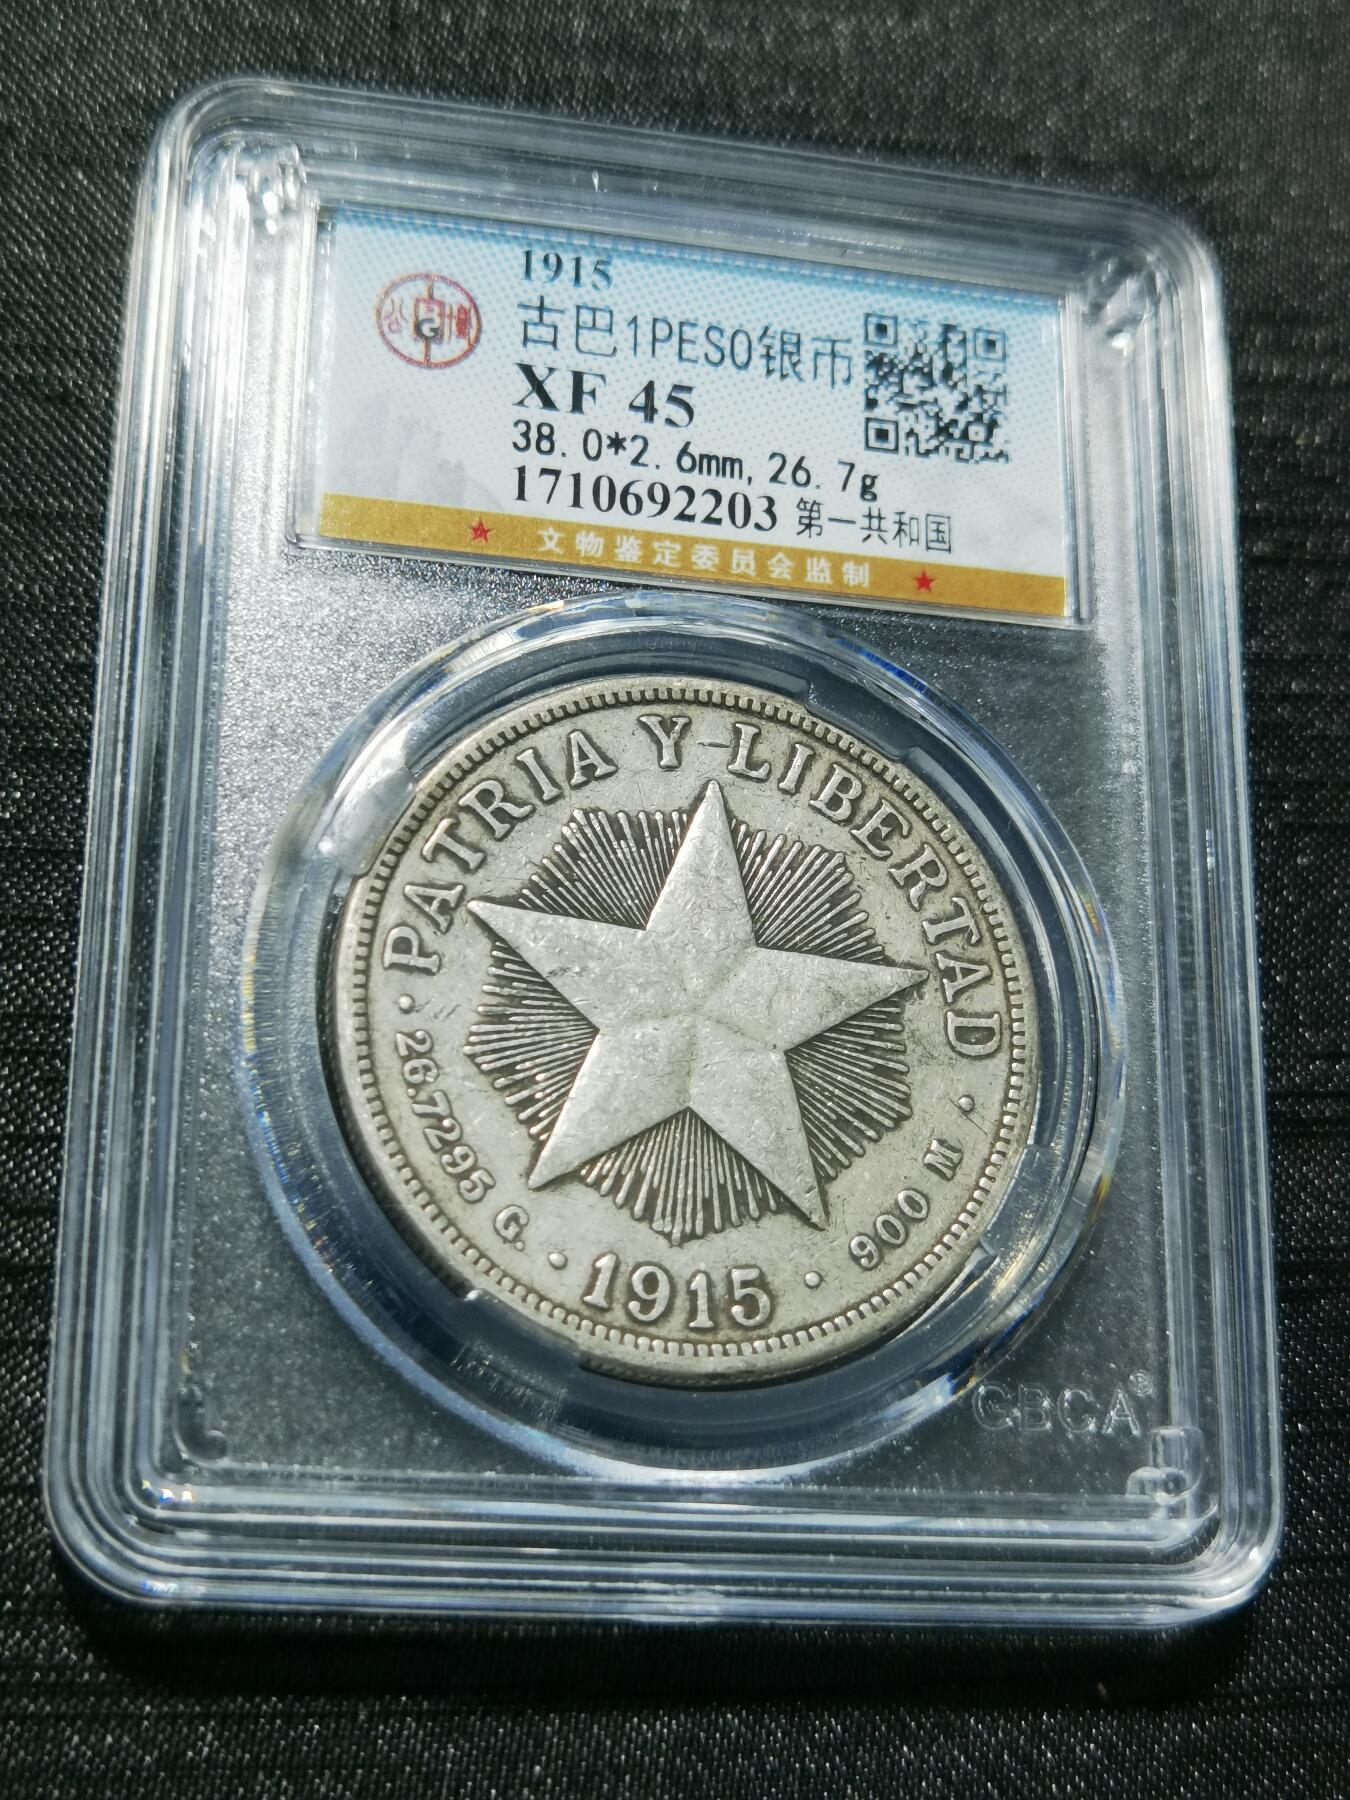 1915
古巴1PESO银币
XF 45
38.0*2.6mm,26.7g
1710692203 第一共和国
★ 文物鉴定委员会监制 ★
公博
PATRIA Y LIBERTAD
· 26.7295 G. · 1915 · 900 M ·
GBCA®